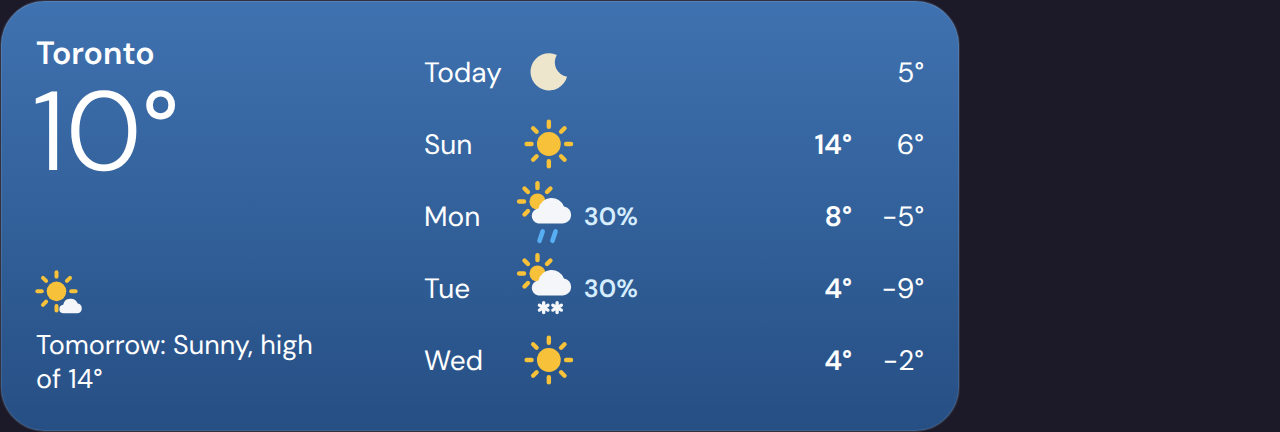 Toronto
10°
Tomorrow: Sunny, high
of 14°
Today 5°
Sun 14° 6°
Mon 30% 8° −5°
Tue 30% 4° −9°
Wed 4° −2°